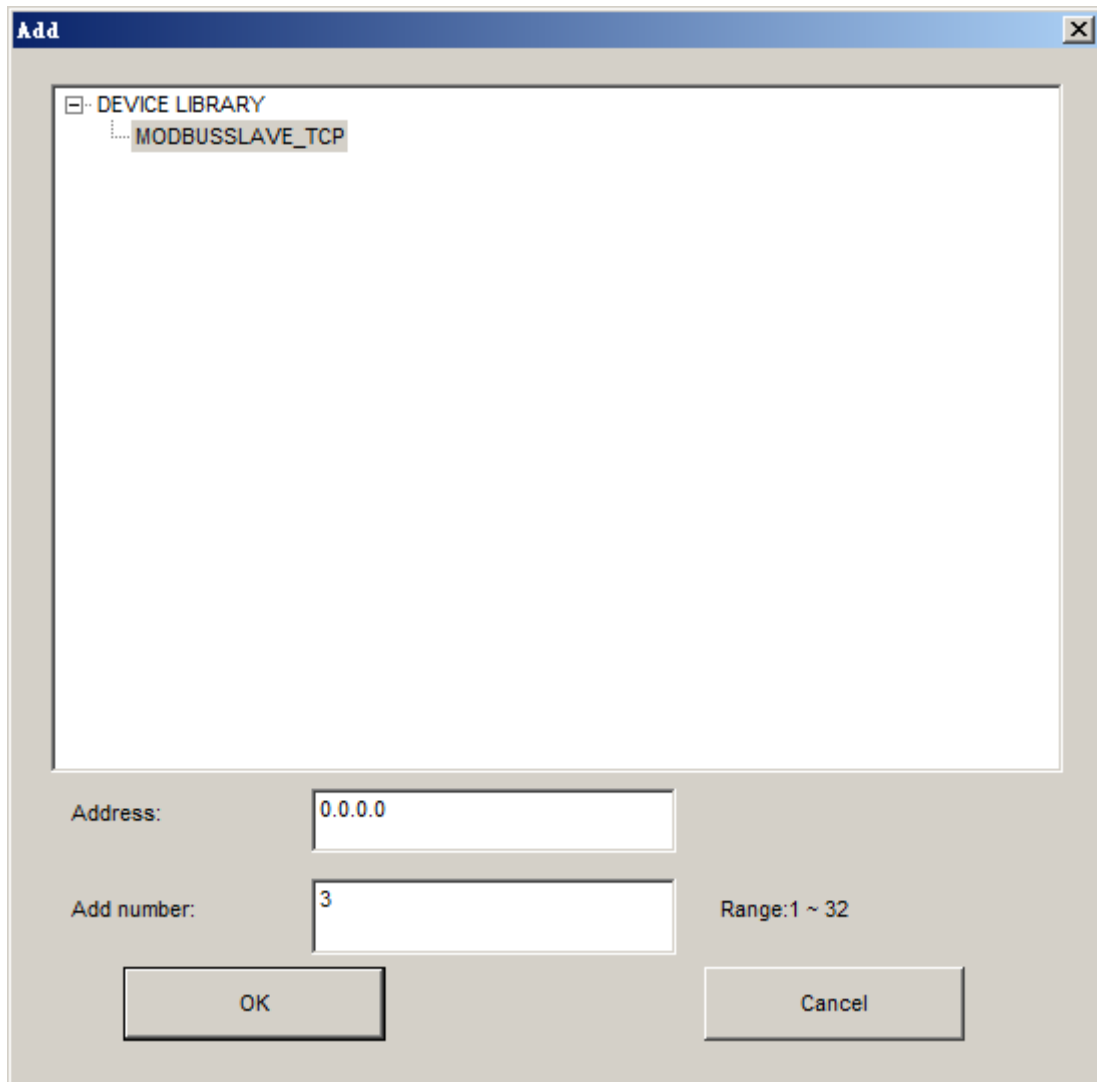 Add
DEVICE LIBRARY
MODBUSSLAVE_TCP
Address:
0.0.0.0
Add number:
3
Range:1 ~ 32
OK
Cancel